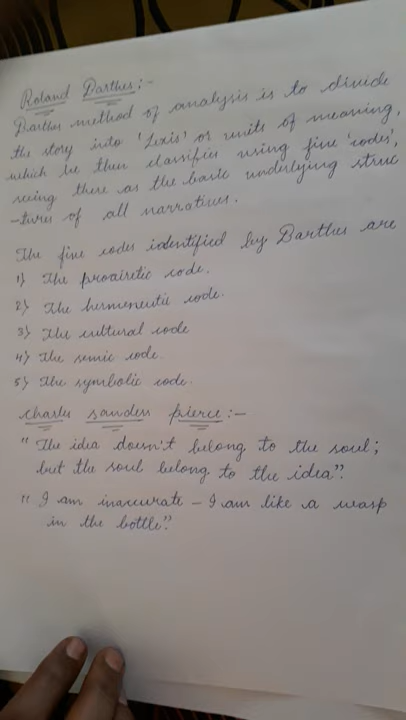 Roland Barthes:-
Barthes method of analysis is to divide
the story into 'Lexis' or units of meaning,
which he then classifies using five 'codes',
seeing there as the basic underlying struc
-tures of all narratives.
The five codes identified by Barthes are
1) The proairetic code.
2) The hermeneutic code.
3) The cultural code
4) The semic code.
5) The symbolic code.
Charles sanders pierce:-
"The idea doesn't belong to the soul;
but the soul belong to the idea".
"I am inaccurate - I am like a wasp
in the bottle"